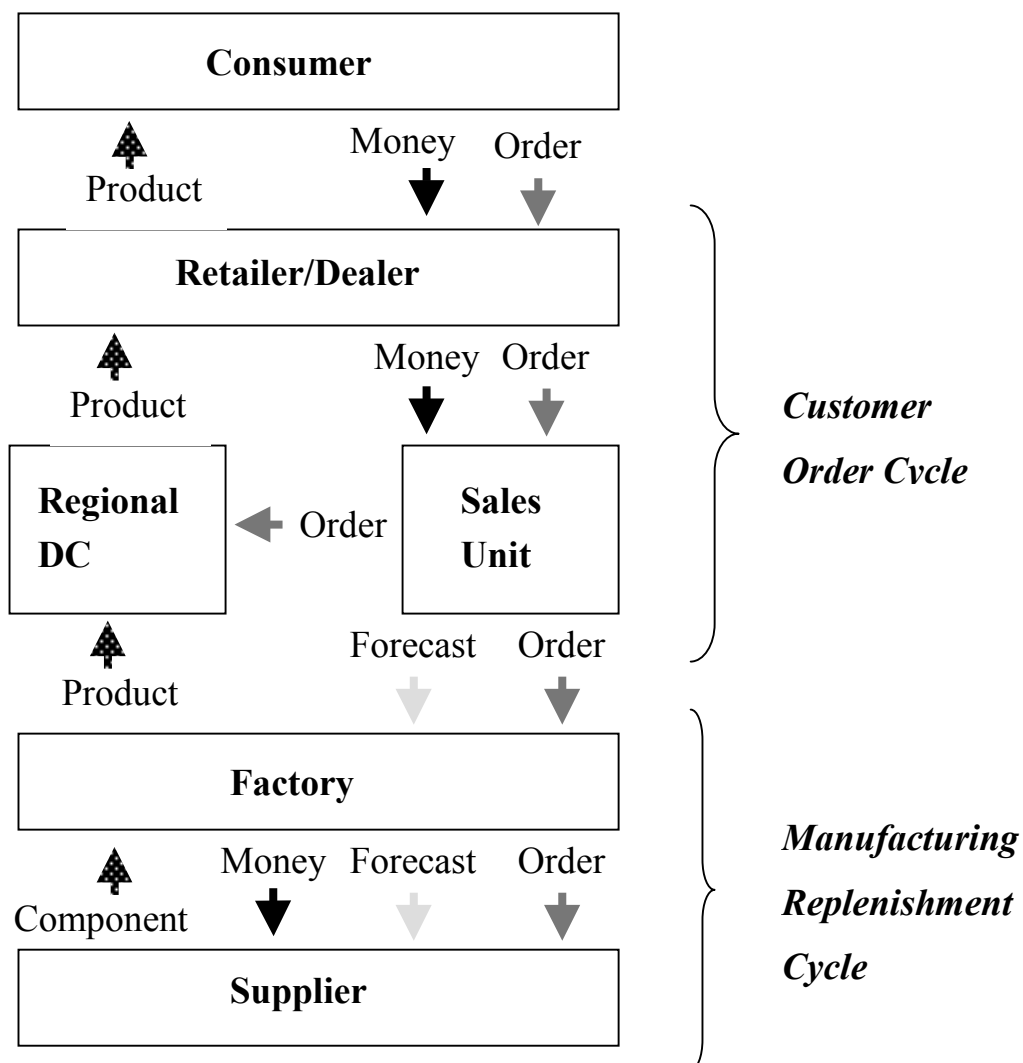 Consumer
Money Order
Product
Retailer/Dealer
Money Order
Product
Customer
Order Cycle
Regional
DC
Order
Sales
Unit
Forecast Order
Product
Factory
Money Forecast Order
Component
Manufacturing
Replenishment
Cycle
Supplier